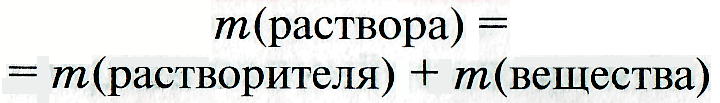 m(раствора) =
= m(растворителя) + m(вещества)